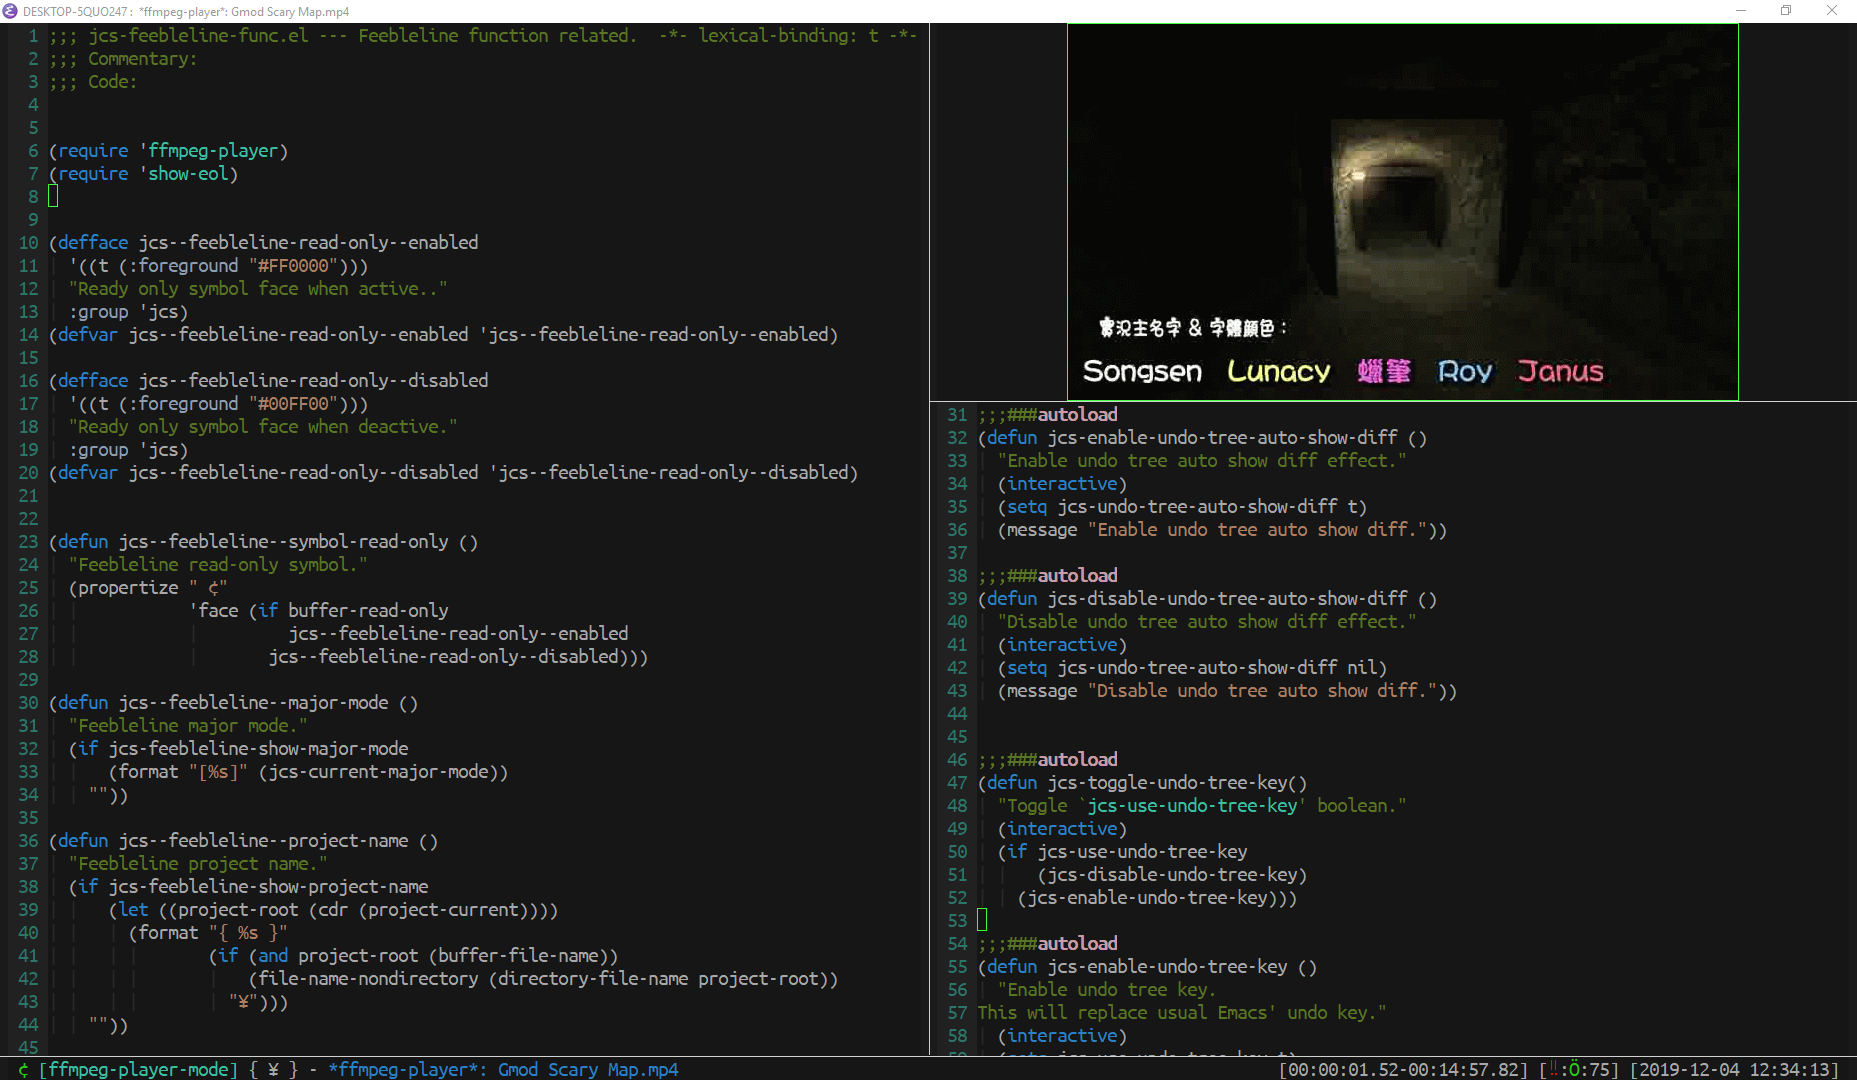 DESKTOP-5QUO247 : *ffmpeg-player*: Gmod Scary Map.mp4
1 ;;; jcs-feebleline-func.el --- Feebleline function related.  -*- lexical-binding: t -*-
2 ;;; Commentary:
3 ;;; Code:
4
5
6 (require 'ffmpeg-player)
7 (require 'show-eol)
8
9
10 (defface jcs--feebleline-read-only--enabled
11   '((t (:foreground "#FF0000")))
12   "Ready only symbol face when active.."
13   :group 'jcs)
14 (defvar jcs--feebleline-read-only--enabled 'jcs--feebleline-read-only--enabled)
15
16 (defface jcs--feebleline-read-only--disabled
17   '((t (:foreground "#00FF00")))
18   "Ready only symbol face when deactive."
19   :group 'jcs)
20 (defvar jcs--feebleline-read-only--disabled 'jcs--feebleline-read-only--disabled)
21
22
23 (defun jcs--feebleline--symbol-read-only ()
24   "Feebleline read-only symbol."
25   (propertize " ¢"
26               'face (if buffer-read-only
27                         jcs--feebleline-read-only--enabled
28                       jcs--feebleline-read-only--disabled)))
29
30 (defun jcs--feebleline--major-mode ()
31   "Feebleline major mode."
32   (if jcs-feebleline-show-major-mode
33       (format "[%s]" (jcs-current-major-mode))
34     ""))
35
36 (defun jcs--feebleline--project-name ()
37   "Feebleline project name."
38   (if jcs-feebleline-show-project-name
39       (let ((project-root (cdr (project-current))))
40         (format "{ %s }"
41                 (if (and project-root (buffer-file-name))
42                     (file-name-nondirectory (directory-file-name project-root))
43                   "¥")))
44     ""))
45
實況主名字 & 字體顏色：
Songsen Lunacy 蠟筆 Roy Janus
31 ;;;###autoload
32 (defun jcs-enable-undo-tree-auto-show-diff ()
33   "Enable undo tree auto show diff effect."
34   (interactive)
35   (setq jcs-undo-tree-auto-show-diff t)
36   (message "Enable undo tree auto show diff."))
37
38 ;;;###autoload
39 (defun jcs-disable-undo-tree-auto-show-diff ()
40   "Disable undo tree auto show diff effect."
41   (interactive)
42   (setq jcs-undo-tree-auto-show-diff nil)
43   (message "Disable undo tree auto show diff."))
44
45
46 ;;;###autoload
47 (defun jcs-toggle-undo-tree-key()
48   "Toggle `jcs-use-undo-tree-key' boolean."
49   (interactive)
50   (if jcs-use-undo-tree-key
51       (jcs-disable-undo-tree-key)
52     (jcs-enable-undo-tree-key)))
53
54 ;;;###autoload
55 (defun jcs-enable-undo-tree-key ()
56   "Enable undo tree key.
57 This will replace usual Emacs' undo key."
58   (interactive)
¢ [ffmpeg-player-mode] { ¥ } - *ffmpeg-player*: Gmod Scary Map.mp4
[00:00:01.52-00:14:57.82] [‼:Ö:75] [2019-12-04 12:34:13]